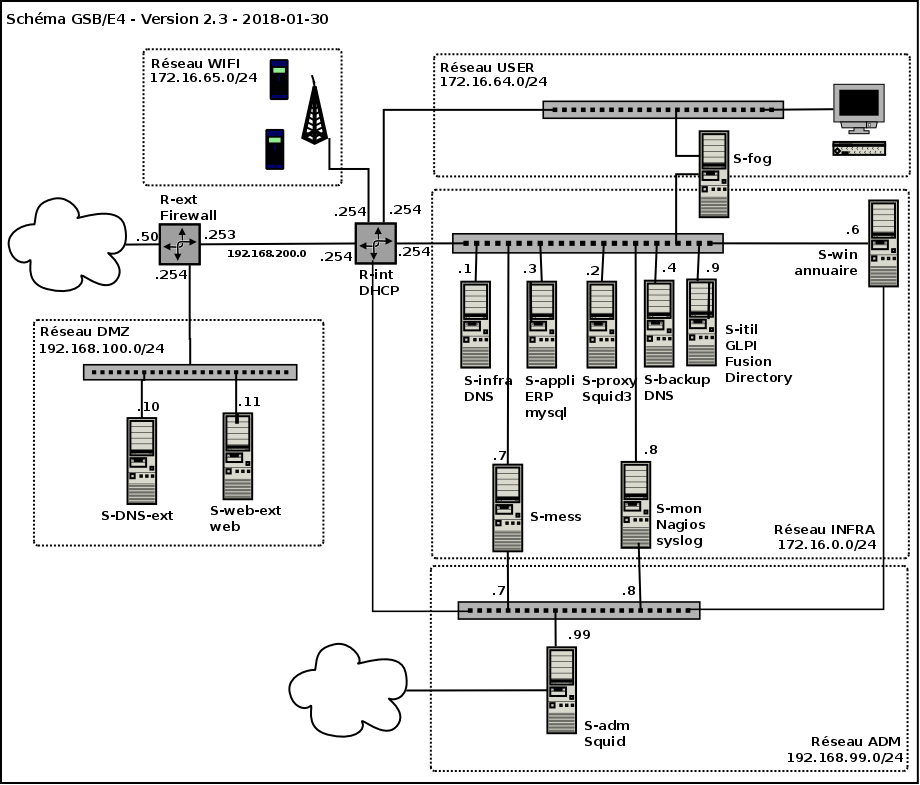 Schéma GSB/E4 - Version 2.3 - 2018-01-30
Réseau WIFI
172.16.65.0/24
Réseau USER
172.16.64.0/24
S-fog
R-ext
Firewall
.50
.253
.254
192.168.200.0
.254
.254
.254
.254
R-int
DHCP
.6
S-win
annuaire
.1
.3
.2
.4
.9
S-infra
DNS
S-appli
ERP
mysql
S-proxy
Squid3
S-backup
DNS
S-itil
GLPI
Fusion
Directory
Réseau DMZ
192.168.100.0/24
.10
.11
S-DNS-ext
S-web-ext
web
.7
S-mess
.8
S-mon
Nagios
syslog
Réseau INFRA
172.16.0.0/24
.7
.8
.99
S-adm
Squid
Réseau ADM
192.168.99.0/24